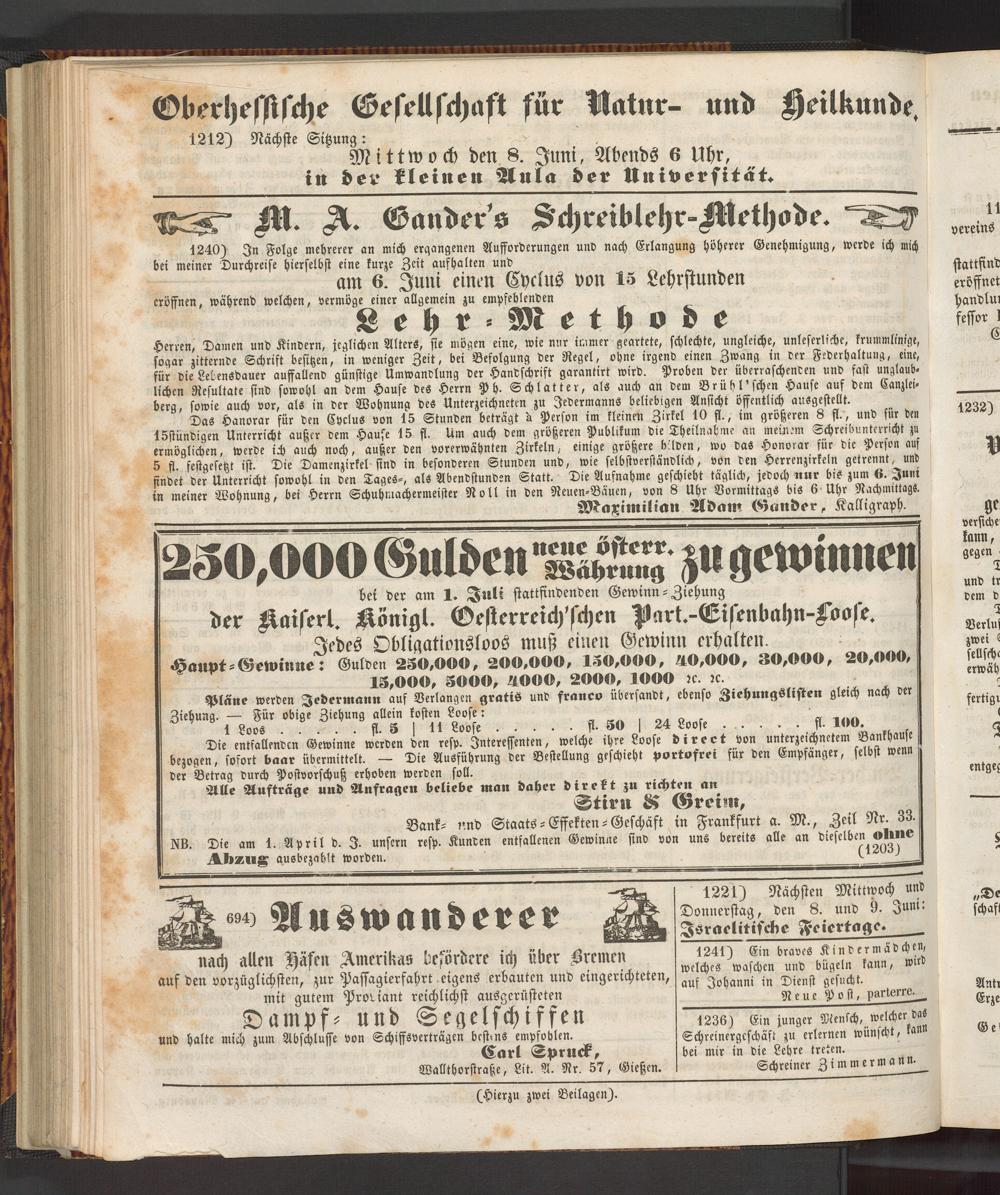 Oberhessische Gesellschaft für Natur- und Heilkunde.
1212) Nächste Sitzung:
Mittwoch den 8. Juni, Abends 6 Uhr,
in der kleinen Aula der Universität.
M. A. Gander's Schreiblehr-Methode.
1240) In Folge mehrerer an mich ergangenen Aufforderungen und nach Erlangung höherer Genehmigung, werde ich mich
bei meiner Durchreise hierselbst eine kurze Zeit aufhalten und
am 6. Juni einen Cyclus von 15 Lehrstunden
eröffnen, während welchen, vermöge einer allgemein zu empfehlenden
Lehr-Methode
Herren, Damen und Kindern, jeglichen Alters, sie mögen eine, wie nur immer geartete, schlechte, ungleiche, unleserliche, krummlinige,
sogar zitternde Schrift besitzen, in weniger Zeit, bei Befolgung der Regel, ohne irgend einen Zwang in der Federhaltung, eine,
für die Lebensdauer auffallend günstige Umwandlung der Handschrift garantirt wird. Proben der überraschenden und fast unglaub-
lichen Resultate sind sowohl an dem Hause des Herrn Ph. Schlatter, als auch an dem Brühl'schen Hause auf dem Canzlei-
berg, sowie auch vor, als in der Wohnung des Unterzeichneten zu Jedermanns beliebigen Ansicht öffentlich ausgestellt.
Das Hanorar für den Cyclus von 15 Stunden beträgt à Person im kleinen Zirkel 10 fl., im größeren 8 fl., und für den
15stündigen Unterricht außer dem Hause 15 fl. Um auch dem größeren Publikum die Theilnahme an meinem Schreibunterricht zu
ermöglichen, werde ich auch noch, außer den vorerwähnten Zirkeln, einige größere bilden, wo das Honorar für die Person auf
5 fl. festgesetzt ist. Die Damenzirkel sind in besonderen Stunden und, wie selbstverständlich, von den Herrenzirkeln getrennt, und
findet der Unterricht sowohl in den Tages-, als Abendstunden Statt. Die Aufnahme geschieht täglich, jedoch nur bis zum 6. Juni
in meiner Wohnung, bei Herrn Schuhmachermeister Noll in den Neuen-Bäuen, von 8 Uhr Vormittags bis 6 Uhr Nachmittags.
Maximilian Adam Gander, Kalligraph.
250,000 Gulden neue österr. Währung zu gewinnen
bei der am 1. Juli stattfindenden Gewinn-Ziehung
der Kaiserl. Königl. Oesterreich'schen Part.-Eisenbahn-Loose.
Jedes Obligationsloos muß einen Gewinn erhalten.
Haupt-Gewinne: Gulden 250,000, 200,000, 150,000, 40,000, 30,000, 20,000,
15,000, 5000, 4000, 2000, 1000 ꝛc. ꝛc.
Pläne werden Jedermann auf Verlangen gratis und franco übersandt, ebenso Ziehungslisten gleich nach der
Ziehung. — Für obige Ziehung allein kosten Loose:
1 Loos . . . . . fl. 5 | 11 Loose . . . . . fl. 50 | 24 Loose . . . . . fl. 100.
Die entfallenden Gewinne werden den resp. Interessenten, welche ihre Loose direct von unterzeichnetem Bankhause
bezogen, sofort baar übermittelt. — Die Ausführung der Bestellung geschieht portofrei für den Empfänger, selbst wenn
der Betrag durch Postvorschuß erhoben werden soll.
Alle Aufträge und Anfragen beliebe man daher direkt zu richten an
Stirn & Greim,
Bank- und Staats-Effekten-Geschäft in Frankfurt a. M., Zeil Nr. 33.
NB. Die am 1. April d. J. unsern resp. Kunden entfallenen Gewinne sind von uns bereits alle an dieselben ohne
Abzug ausbezahlt worden. (1203)
694) Auswanderer
nach allen Häfen Amerikas befördere ich über Bremen
auf den vorzüglichsten, zur Passagierfahrt eigens erbauten und eingerichteten,
mit gutem Proviant reichlichst ausgerüsteten
Dampf- und Segelschiffen
und halte mich zum Abschlusse von Schiffsverträgen bestens empfohlen.
Carl Spruck,
Wallthorstraße, Lit. A. Nr. 57, Gießen.
1221) Nächsten Mittwoch und
Donnerstag, den 8. und 9. Juni:
Israelitische Feiertage.
1241) Ein braves Kindermädchen,
welches waschen und bügeln kann, wird
auf Johanni in Dienst gesucht.
Neue Post, parterre.
1236) Ein junger Mensch, welcher das
Schreinergeschäft zu erlernen wünscht, kann
bei mir in die Lehre treten.
Schreiner Zimmermann.
(Hierzu zwei Beilagen).
vereins
stattfind
eröffnet
handlu
fessor
1232)
kann,
gegen
und
zwei